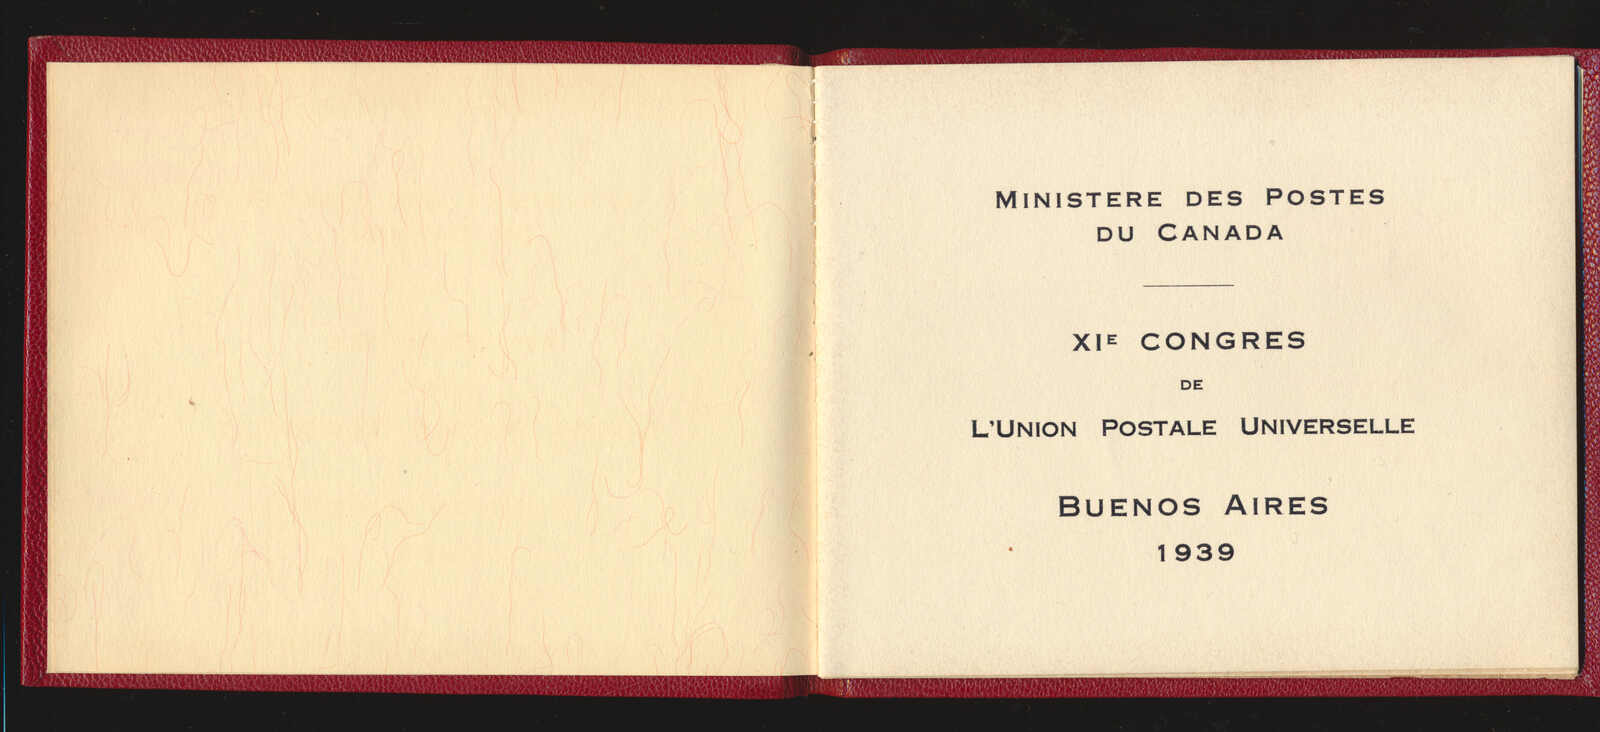 MINISTERE DES POSTES
DU CANADA
XIE CONGRES
DE
L'UNION POSTALE UNIVERSELLE
BUENOS AIRES
1939